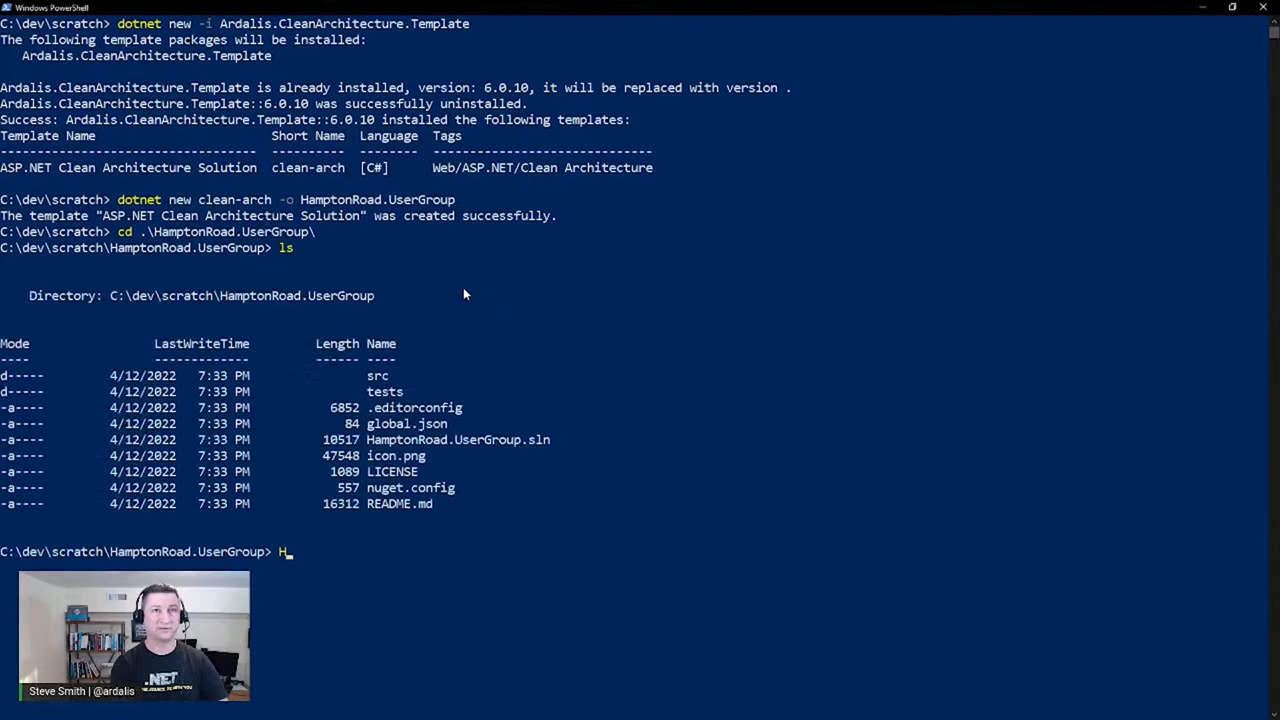 Windows PowerShell
C:\dev\scratch> dotnet new -i Ardalis.CleanArchitecture.Template
The following template packages will be installed:
   Ardalis.CleanArchitecture.Template
Ardalis.CleanArchitecture.Template is already installed, version: 6.0.10, it will be replaced with version .
Ardalis.CleanArchitecture.Template::6.0.10 was successfully uninstalled.
Success: Ardalis.CleanArchitecture.Template::6.0.10 installed the following templates:
Template Name                     Short Name  Language  Tags
--------------------------------  ----------  --------  ------------------------------
ASP.NET Clean Architecture Solution  clean-arch  [C#]      Web/ASP.NET/Clean Architecture
C:\dev\scratch> dotnet new clean-arch -o HamptonRoad.UserGroup
The template "ASP.NET Clean Architecture Solution" was created successfully.
C:\dev\scratch> cd .\HamptonRoad.UserGroup\
C:\dev\scratch\HamptonRoad.UserGroup> ls
Directory: C:\dev\scratch\HamptonRoad.UserGroup
Mode                LastWriteTime         Length Name
----                -------------         ------ ----
d-----        4/12/2022   7:33 PM                src
d-----        4/12/2022   7:33 PM                tests
-a----        4/12/2022   7:33 PM           6852 .editorconfig
-a----        4/12/2022   7:33 PM             84 global.json
-a----        4/12/2022   7:33 PM          10517 HamptonRoad.UserGroup.sln
-a----        4/12/2022   7:33 PM          47548 icon.png
-a----        4/12/2022   7:33 PM           1089 LICENSE
-a----        4/12/2022   7:33 PM            557 nuget.config
-a----        4/12/2022   7:33 PM          16312 README.md
C:\dev\scratch\HamptonRoad.UserGroup> H_
.NET
Steve Smith | @ardalis